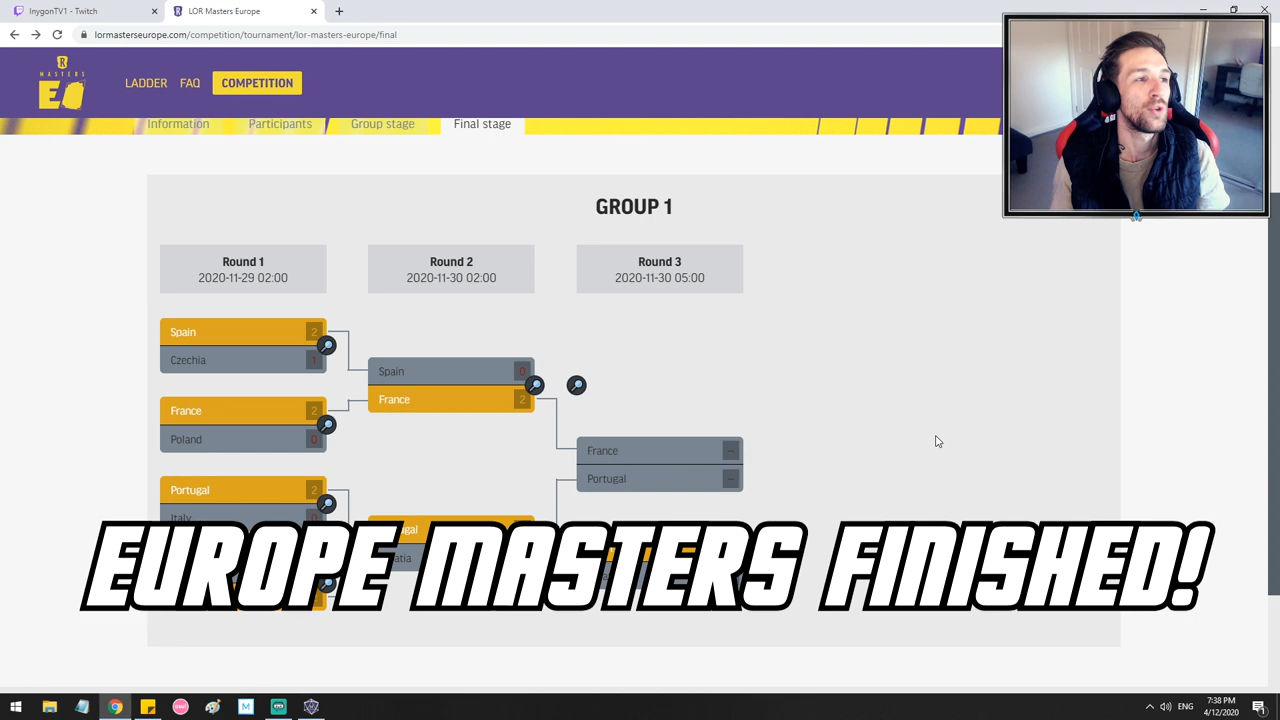 InygonTV1 - Twitch
LOR Masters Europe
lormasterseurope.com/competition/tournament/lor-masters-europe/final
MASTERS
LADDER FAQ COMPETITION
Information Participants Group stage Final stage
GROUP 1
Round 1
2020-11-29 02:00
Round 2
2020-11-30 02:00
Round 3
2020-11-30 05:00
Spain 2
Czechia 1
Spain 0
France 2
France 2
Poland 0
France --
Portugal --
Portugal 2
Italy
EUROPE MASTERS FINISHED!
ENG
7:38 PM
4/12/2020